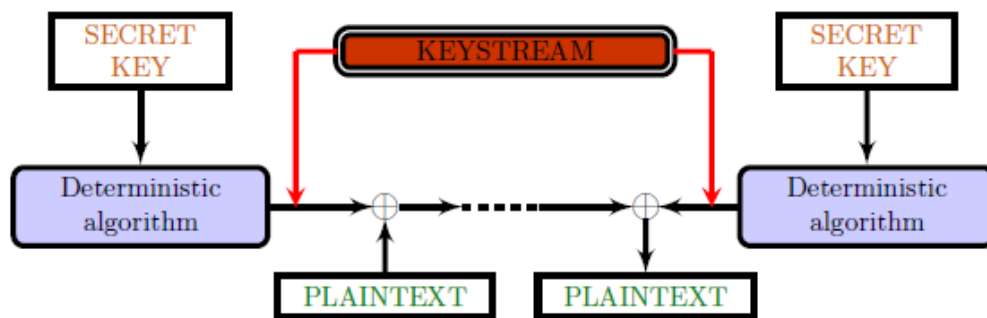 SECRET
KEY
KEYSTREAM
SECRET
KEY
Deterministic
algorithm
Deterministic
algorithm
PLAINTEXT
PLAINTEXT